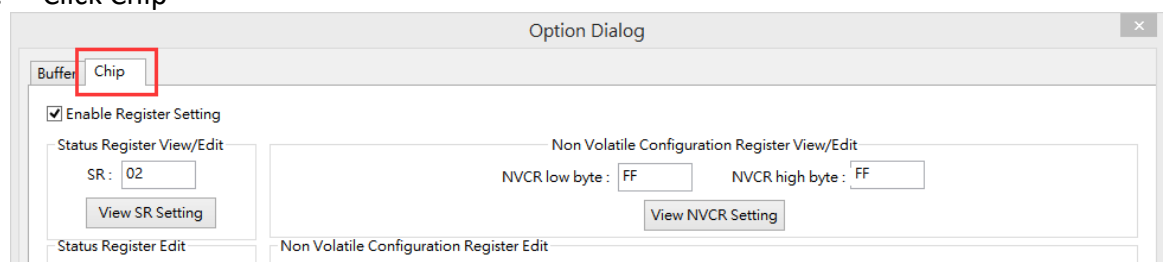 Click Chip
Option Dialog
Buffer Chip
Enable Register Setting
Status Register View/Edit Non Volatile Configuration Register View/Edit
SR : 02 NVCR low byte : FF NVCR high byte : FF
View SR Setting View NVCR Setting
Status Register Edit Non Volatile Configuration Register Edit